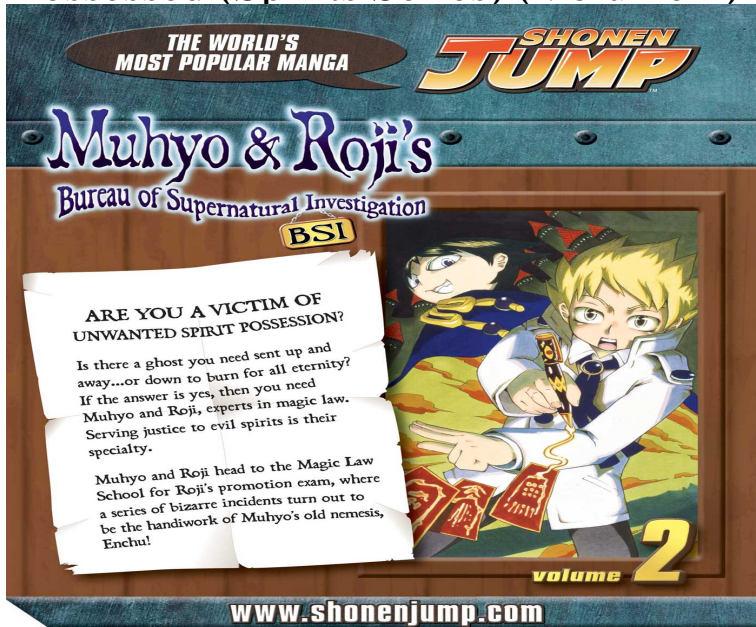 THE WORLD'S
MOST POPULAR MANGA
SHONEN
JUMP
TM
Muhyo & Roji's
Bureau of Supernatural Investigation
BSI
ARE YOU A VICTIM OF
UNWANTED SPIRIT POSSESSION?
Is there a ghost you need sent up and
away...or down to burn for all eternity?
If the answer is yes, then you need
Muhyo and Roji, experts in magic law.
Serving justice to evil spirits is their
specialty.
Muhyo and Roji head to the Magic Law
School for Roji's promotion exam, where
a series of bizarre incidents turn out to
be the handiwork of Muhyo's old nemesis,
Enchu!
volume 2
www.shonenjump.com